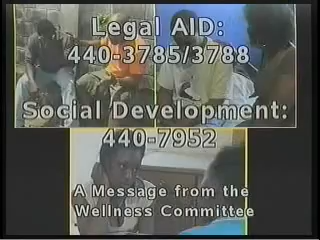 Legal AID:
440-3785/3788
Social Development:
440-7952
A Message from the
Wellness Committee